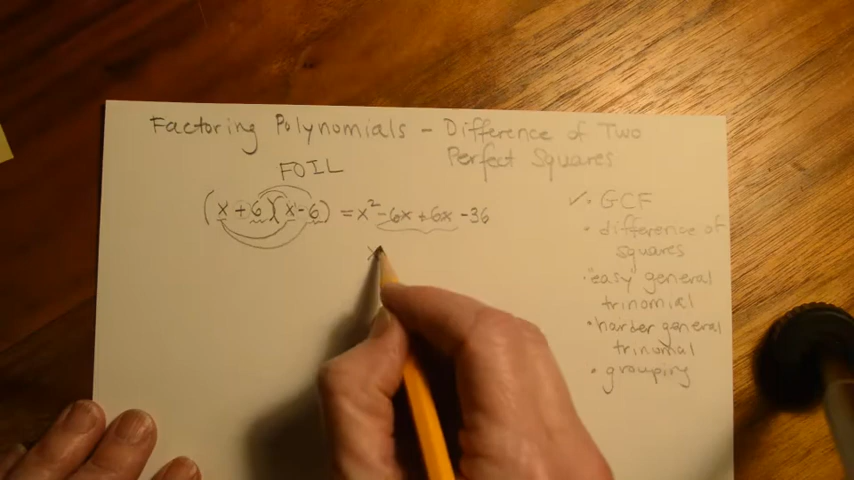 Factoring Polynomials - Difference of Two
Perfect Squares
FOIL
(x+6)(x-6) = x²-6x+6x-36
x
✓ • GCF
• difference of
squares
• "easy" general
trinomial
• harder general
trinomial
• grouping